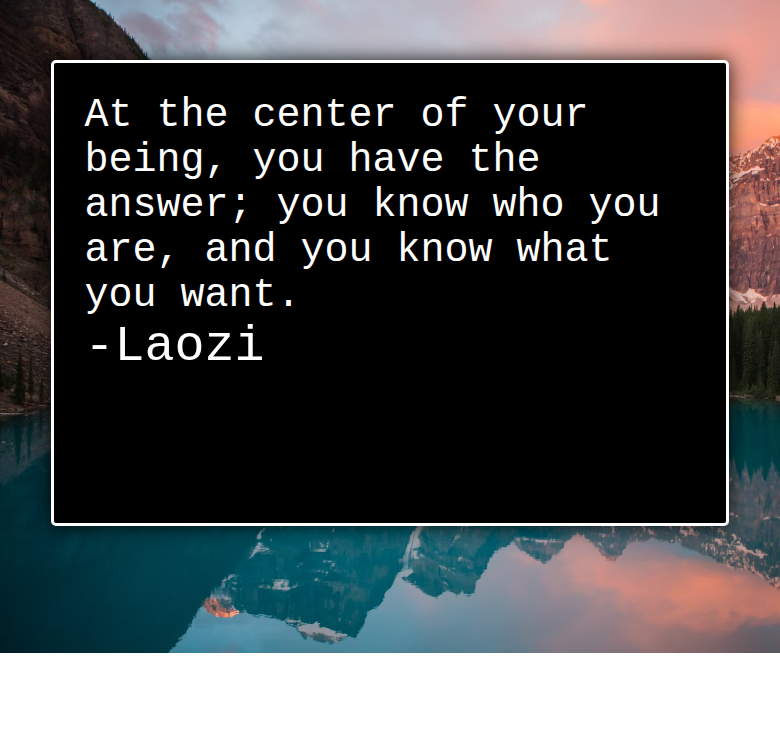 At the center of your
being, you have the
answer; you know who you
are, and you know what
you want.
-Laozi